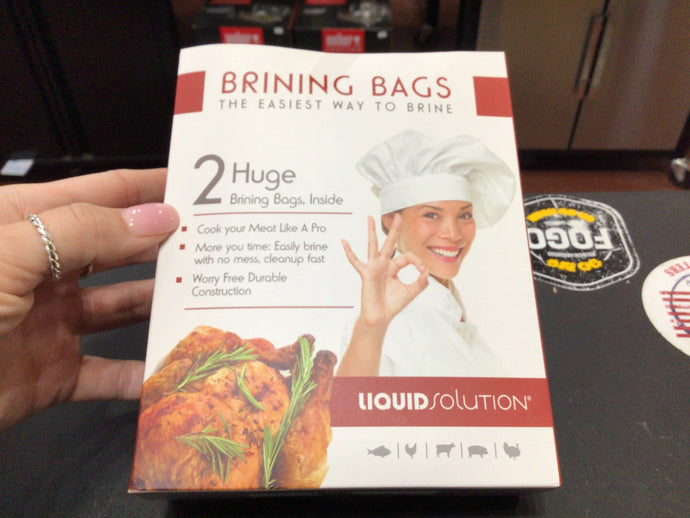 BRINING BAGS
THE EASIEST WAY TO BRINE
2 Huge
Brining Bags, Inside
Cook your Meat Like A Pro
More you time: Easily brine
with no mess, cleanup fast
Worry Free Durable
Construction
LIQUIDSOLUTION®
FOGO